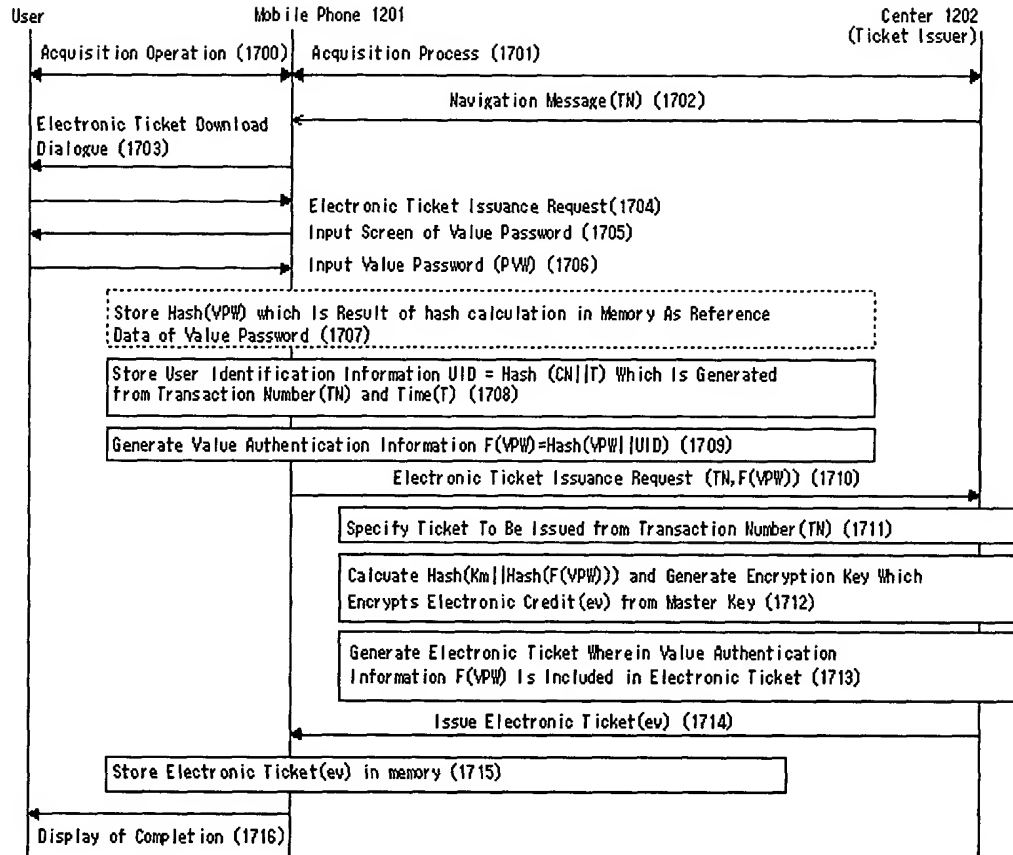 User
Mobile Phone 1201
Center 1202
(Ticket Issuer)
Acquisition Operation (1700)
Acquisition Process (1701)
Navigation Message(TN) (1702)
Electronic Ticket Download
Dialogue (1703)
Electronic Ticket Issuance Request(1704)
Input Screen of Value Password (1705)
Input Value Password (PVW) (1706)
Store Hash(VPW) which Is Result of hash calculation in Memory As Reference
Data of Value Password (1707)
Store User Identification Information UID = Hash (CN||T) Which Is Generated
from Transaction Number(TN) and Time(T) (1708)
Generate Value Authentication Information F(VPW)=Hash(VPW||UID) (1709)
Electronic Ticket Issuance Request (TN,F(VPW)) (1710)
Specify Ticket To Be Issued from Transaction Number(TN) (1711)
Calcuate Hash(Km||Hash(F(VPW))) and Generate Encryption Key Which
Encrypts Electronic Credit(ev) from Master Key (1712)
Generate Electronic Ticket Wherein Value Authentication
Information F(VPW) Is Included in Electronic Ticket (1713)
Issue Electronic Ticket(ev) (1714)
Store Electronic Ticket(ev) in memory (1715)
Display of Completion (1716)